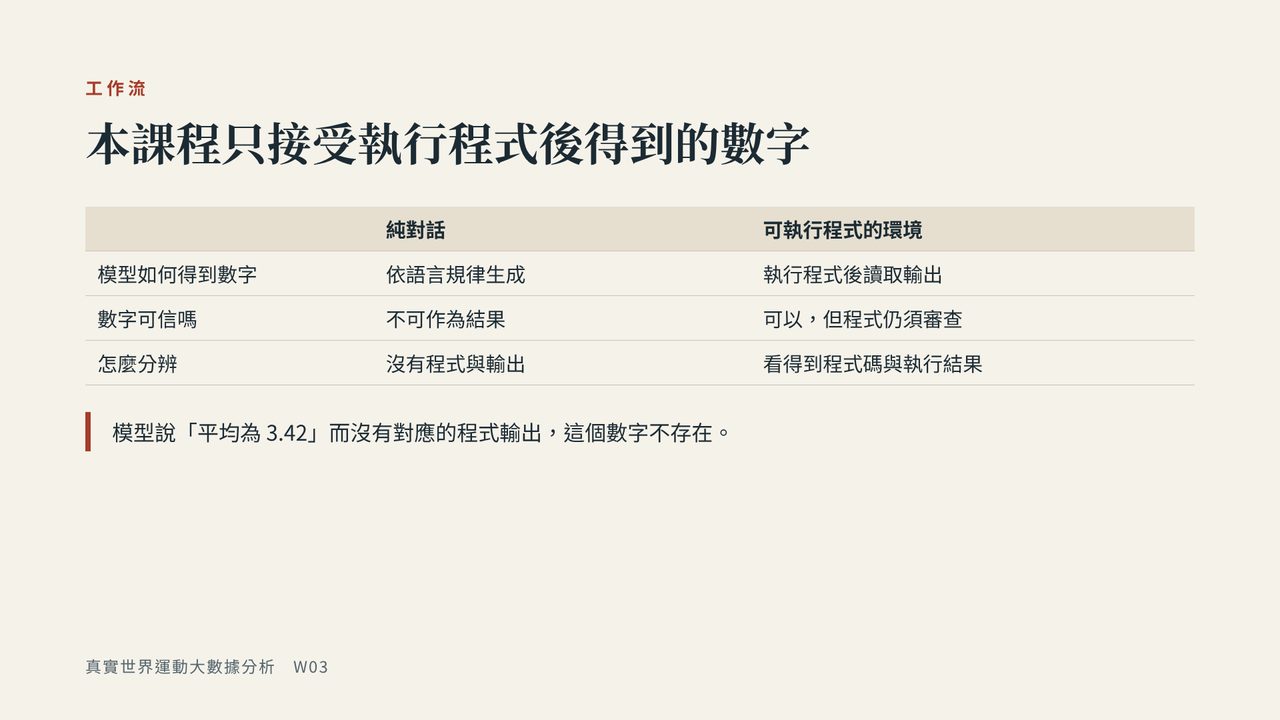 工作流
本課程只接受執行程式後得到的數字
純對話 可執行程式的環境
模型如何得到數字 依語言規律生成 執行程式後讀取輸出
數字可信嗎 不可作為結果 可以，但程式仍須審查
怎麼分辨 沒有程式與輸出 看得到程式碼與執行結果
模型說「平均為 3.42」而沒有對應的程式輸出，這個數字不存在。
真實世界運動大數據分析 W03